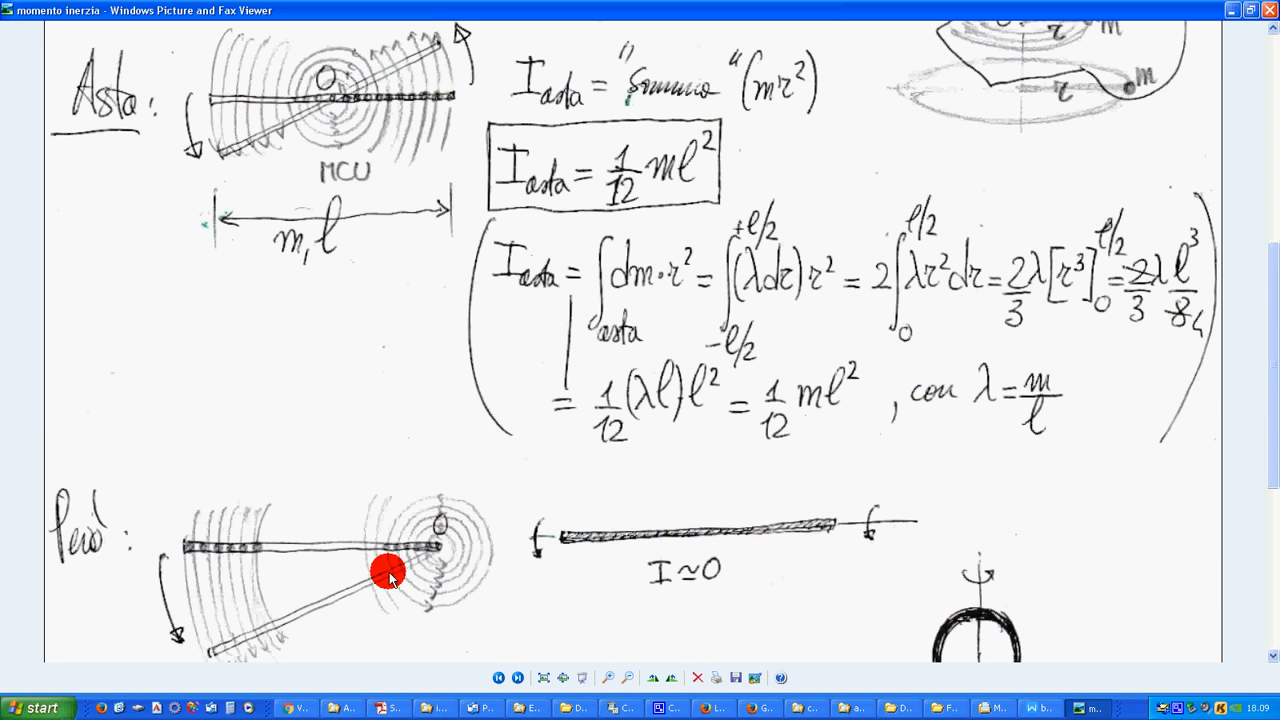 momento inerzia - Windows Picture and Fax Viewer
r m
Asta: O
I_asta = "Somma" (mr²)
m
r
MCU
I_asta = 1/12 ml²
m, l
( I_asta = ∫_asta dm·r² = ∫_{-l/2}^{+l/2} (λdr) r² = 2∫_0^{l/2} λr²dr = 2/3 λ[r³]_0^{l/2} = 2/3 λ l³/8 4
= 1/12 (λl) l² = 1/12 ml² , con λ = m/l )
Però: O
I ≃ 0
start V... A... S... i... P... E... D... C... C... L... G... c... a... D... F... M... b... m... 18.09